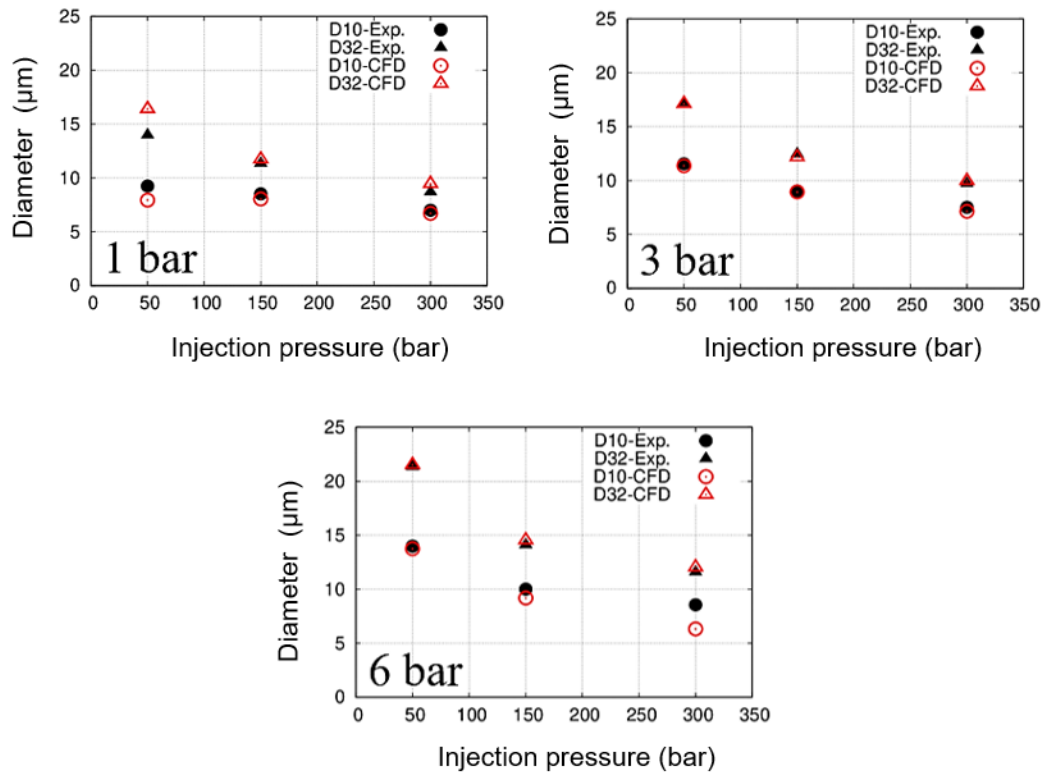 25
20
15
10
5
0
Diameter (μm)
D10-Exp.
D32-Exp.
D10-CFD
D32-CFD
1 bar
0 50 100 150 200 250 300 350
Injection pressure (bar)
25
20
15
10
5
0
Diameter (μm)
D10-Exp.
D32-Exp.
D10-CFD
D32-CFD
3 bar
0 50 100 150 200 250 300 350
Injection pressure (bar)
25
20
15
10
5
0
Diameter (μm)
D10-Exp.
D32-Exp.
D10-CFD
D32-CFD
6 bar
0 50 100 150 200 250 300 350
Injection pressure (bar)